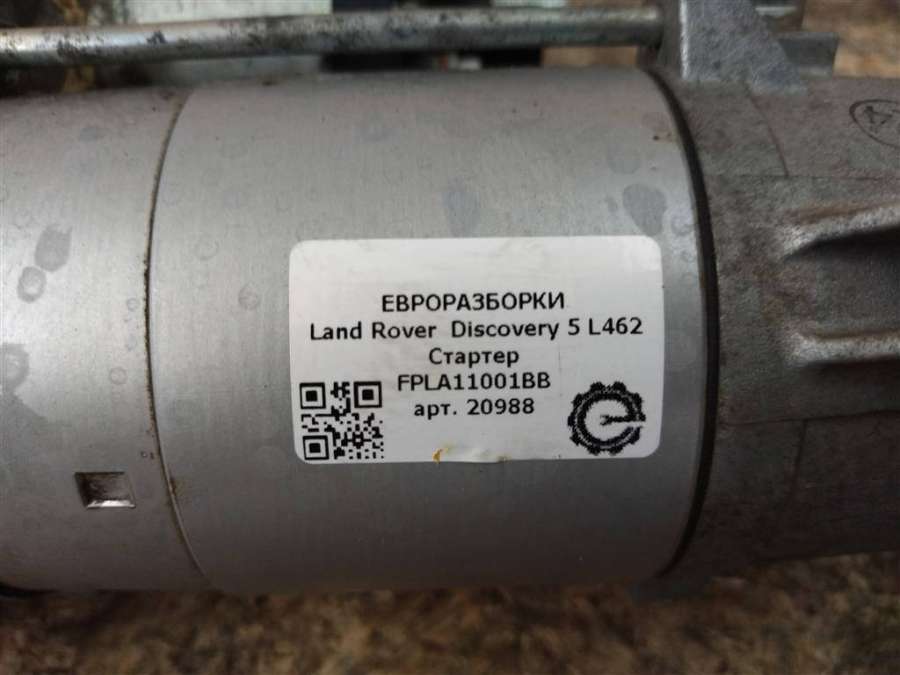 ЕВРОРАЗБОРКИ
Land Rover Discovery 5 L462
Стартер
FPLA11001BB
арт. 20988